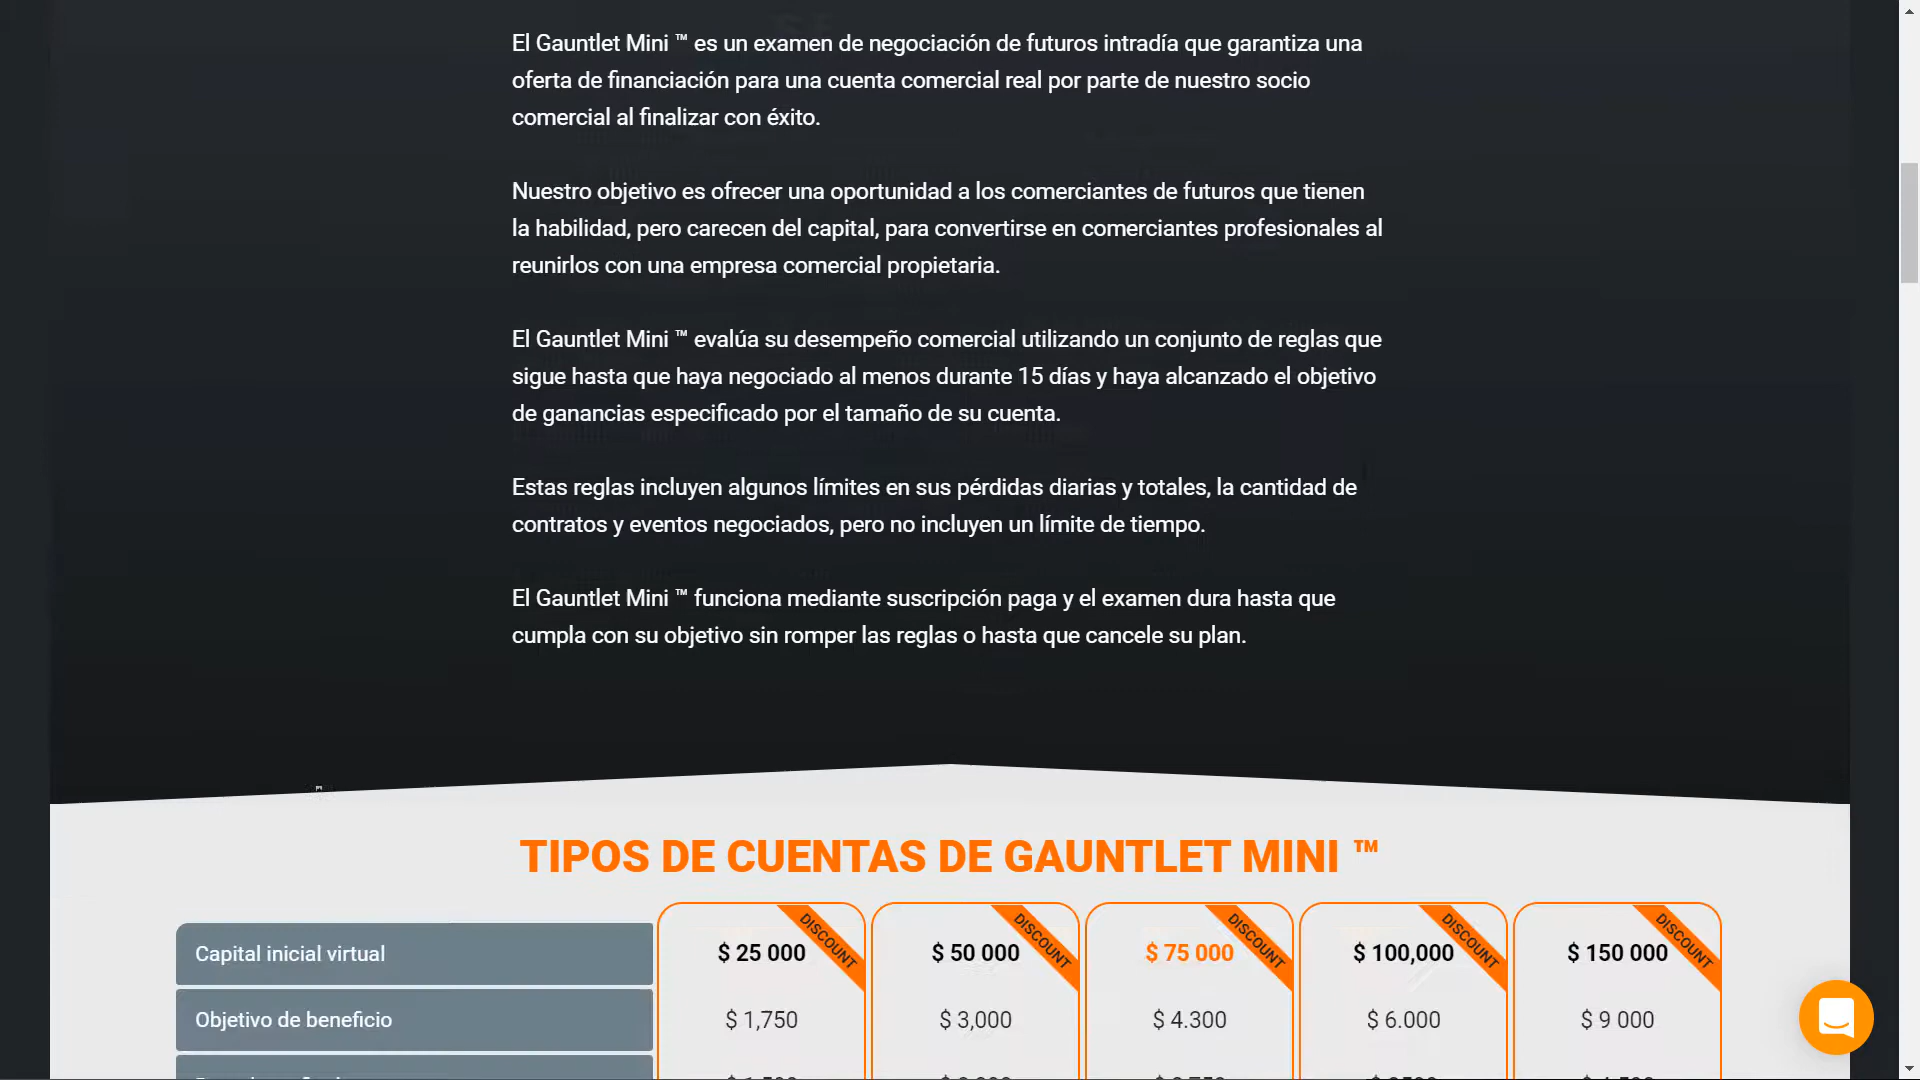 El Gauntlet Mini ™ es un examen de negociación de futuros intradía que garantiza una
oferta de financiación para una cuenta comercial real por parte de nuestro socio
comercial al finalizar con éxito.
Nuestro objetivo es ofrecer una oportunidad a los comerciantes de futuros que tienen
la habilidad, pero carecen del capital, para convertirse en comerciantes profesionales al
reunirlos con una empresa comercial propietaria.
El Gauntlet Mini ™ evalúa su desempeño comercial utilizando un conjunto de reglas que
sigue hasta que haya negociado al menos durante 15 días y haya alcanzado el objetivo
de ganancias especificado por el tamaño de su cuenta.
Estas reglas incluyen algunos límites en sus pérdidas diarias y totales, la cantidad de
contratos y eventos negociados, pero no incluyen un límite de tiempo.
El Gauntlet Mini ™ funciona mediante suscripción paga y el examen dura hasta que
cumpla con su objetivo sin romper las reglas o hasta que cancele su plan.
TIPOS DE CUENTAS DE GAUNTLET MINI ™
DISCOUNT DISCOUNT DISCOUNT DISCOUNT DISCOUNT
Capital inicial virtual $ 25 000 $ 50 000 $ 75 000 $ 100,000 $ 150 000
Objetivo de beneficio $ 1,750 $ 3,000 $ 4.300 $ 6.000 $ 9 000